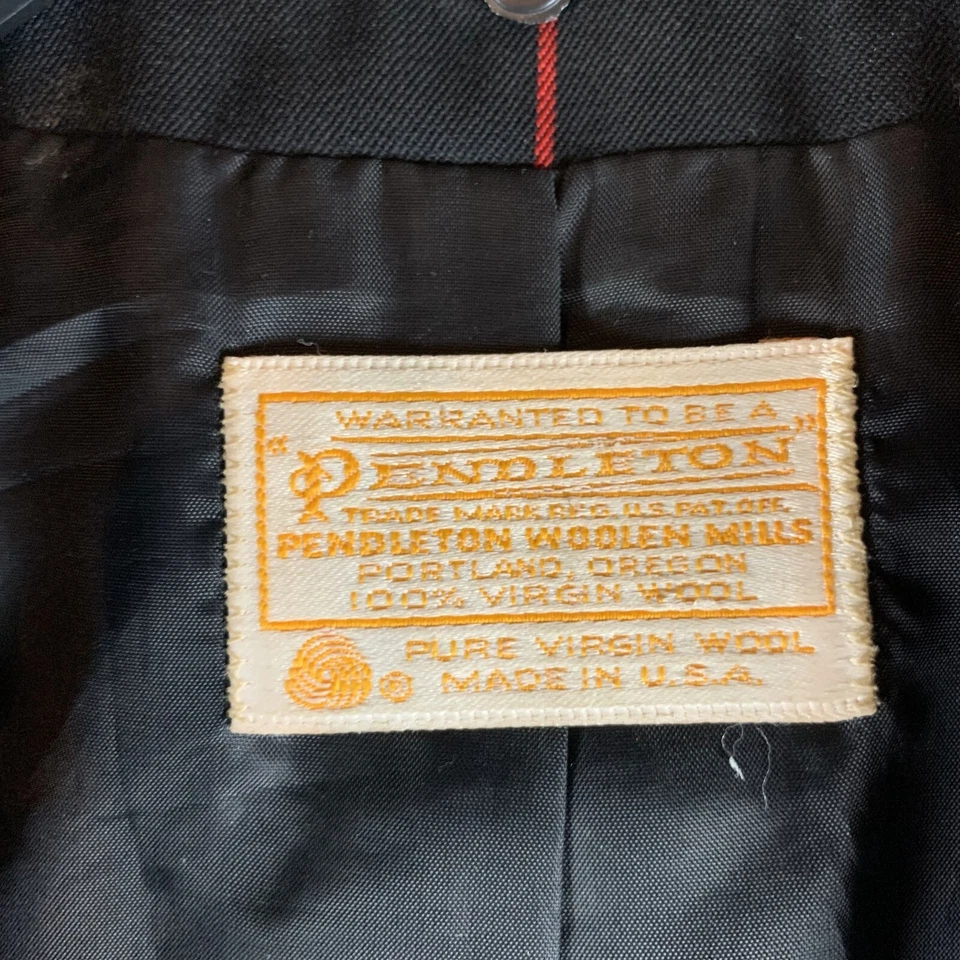 WARRANTED TO BE A
"PENDLETON"
TRADE MARK REG. U.S. PAT. OFF.
PENDLETON WOOLEN MILLS
PORTLAND, OREGON
100% VIRGIN WOOL
PURE VIRGIN WOOL
® MADE IN U.S.A.